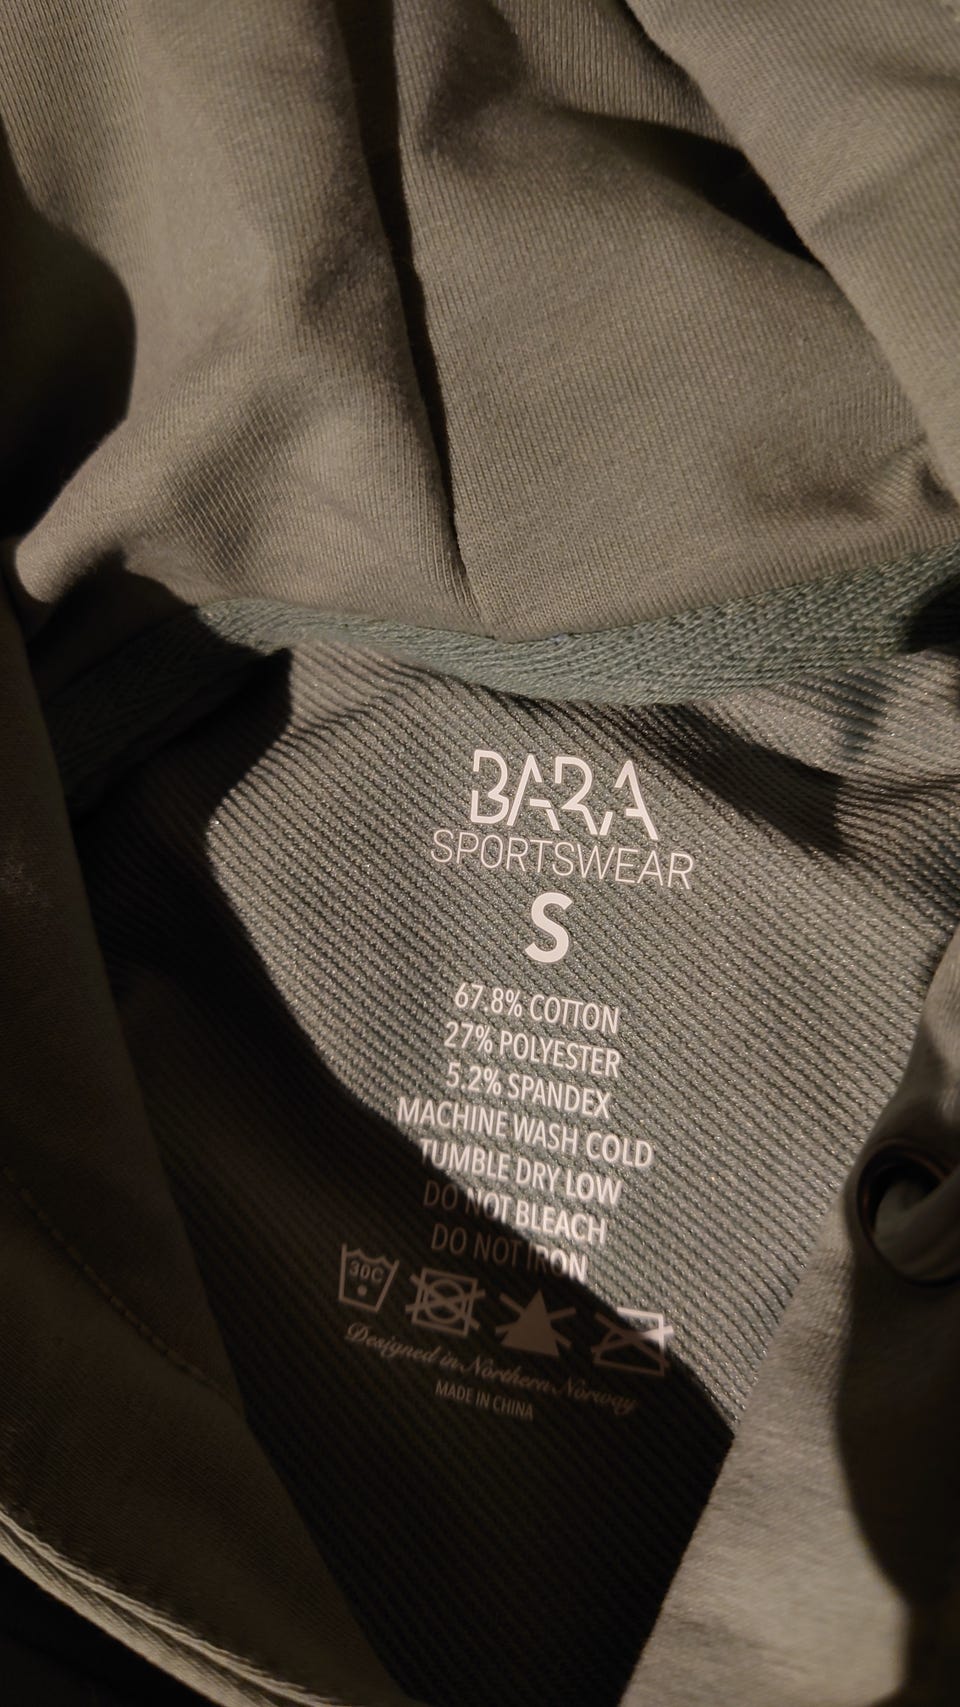 BARA
SPORTSWEAR
S
67.8% COTTON
27% POLYESTER
5.2% SPANDEX
MACHINE WASH COLD
TUMBLE DRY LOW
DO NOT BLEACH
DO NOT IRON
30C
Designed in Northern Norway
MADE IN CHINA